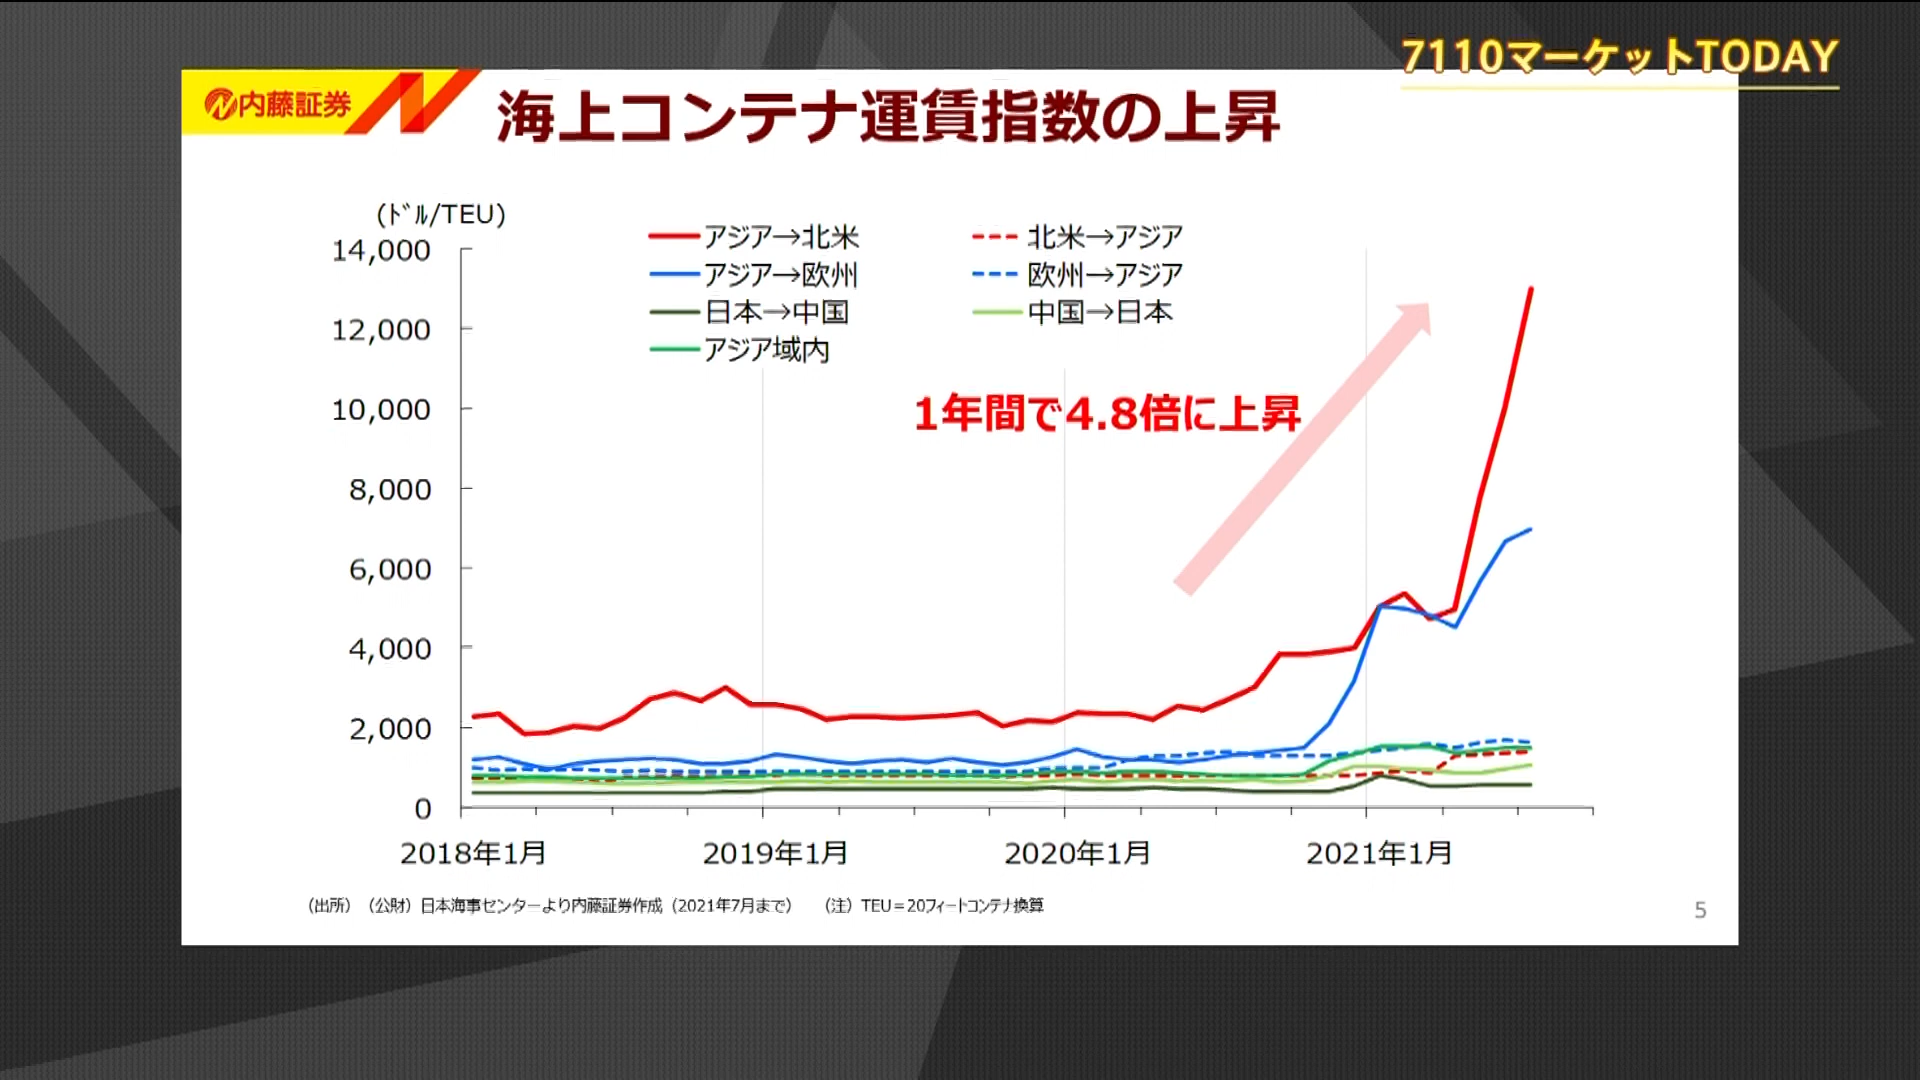 7110マーケットTODAY
内藤証券
海上コンテナ運賃指数の上昇
(ﾄﾞﾙ/TEU)
アジア→北米 北米→アジア
アジア→欧州 欧州→アジア
日本→中国 中国→日本
アジア域内
14,000
12,000
10,000
8,000
6,000
4,000
2,000
0
1年間で4.8倍に上昇
2018年1月 2019年1月 2020年1月 2021年1月
（出所）（公財）日本海事センターより内藤証券作成（2021年7月まで） （注）TEU＝20フィートコンテナ換算
5